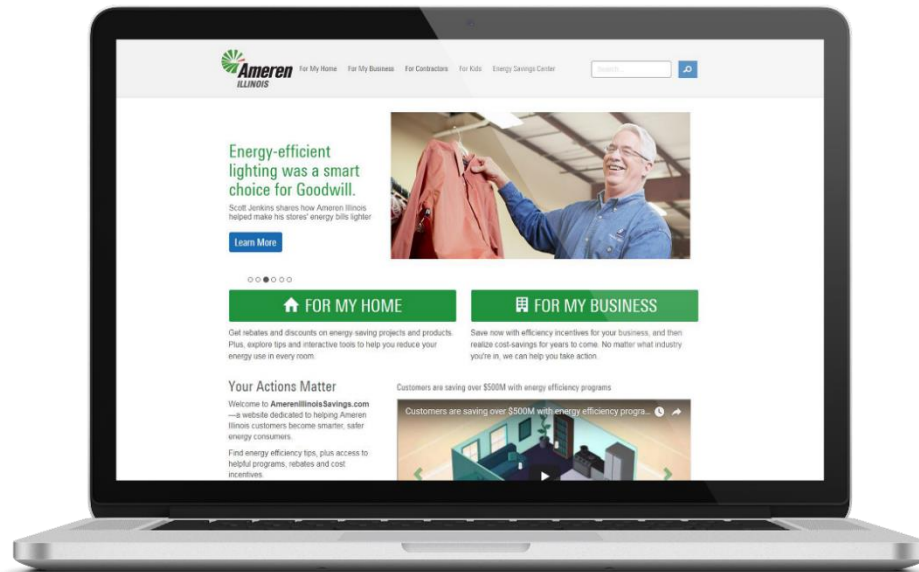 Ameren
ILLINOIS
For My Home For My Business For Contractors For Kids Energy Savings Center
Search...
Energy-efficient
lighting was a smart
choice for Goodwill.
Scott Jenkins shares how Ameren Illinois
helped make his stores' energy bills lighter
Learn More
FOR MY HOME
Get rebates and discounts on energy-saving projects and products.
Plus, explore tips and interactive tools to help you reduce your
energy use in every room.
FOR MY BUSINESS
Save now with efficiency incentives for your business, and then
realize cost-savings for years to come. No matter what industry
you're in, we can help you take action.
Your Actions Matter
Welcome to AmerenIllinoisSavings.com
—a website dedicated to helping Ameren
Illinois customers become smarter, safer
energy consumers.
Find energy efficiency tips, plus access to
helpful programs, rebates and cost
incentives.
Customers are saving over $500M with energy efficiency programs
Customers are saving over $500M with energy efficiency progra...